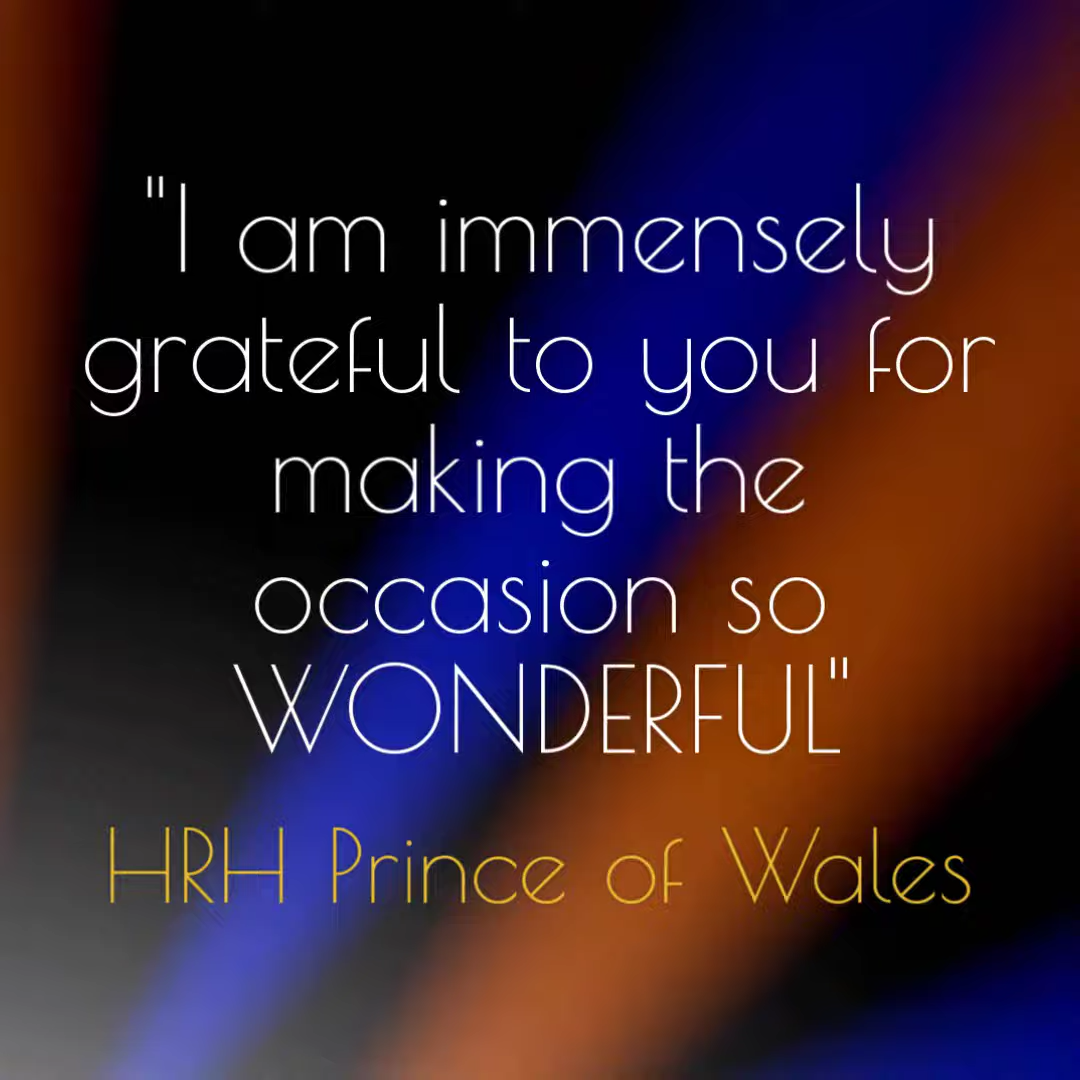 "I am immensely
grateful to you for
making the
occasion so
WONDERFUL"
HRH Prince of Wales